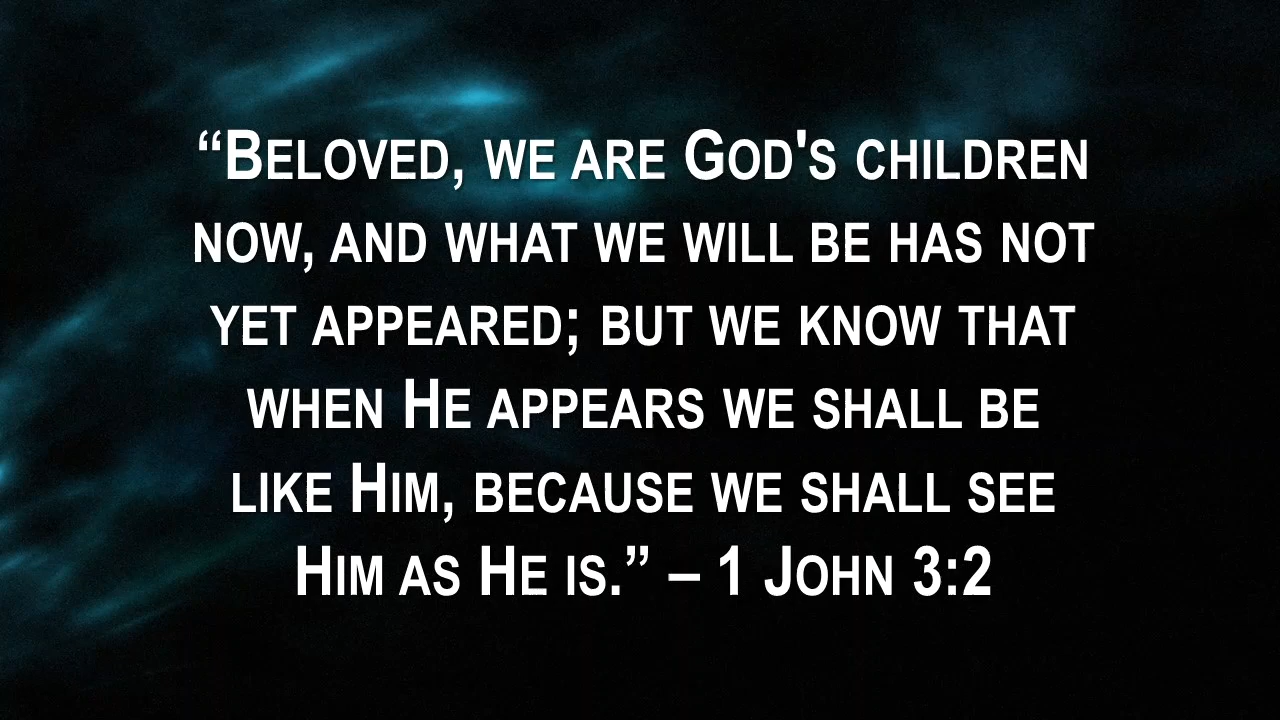 “Beloved, we are God's children
now, and what we will be has not
yet appeared; but we know that
when He appears we shall be
like Him, because we shall see
Him as He is.” – 1 John 3:2